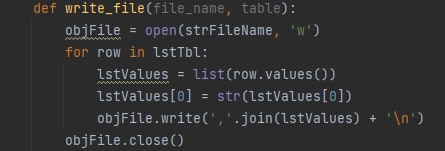 def write_file(file_name, table):
objFile = open(strFileName, 'w')
for row in lstTbl:
lstValues = list(row.values())
lstValues[0] = str(lstValues[0])
objFile.write(','.join(lstValues) + '\n')
objFile.close()